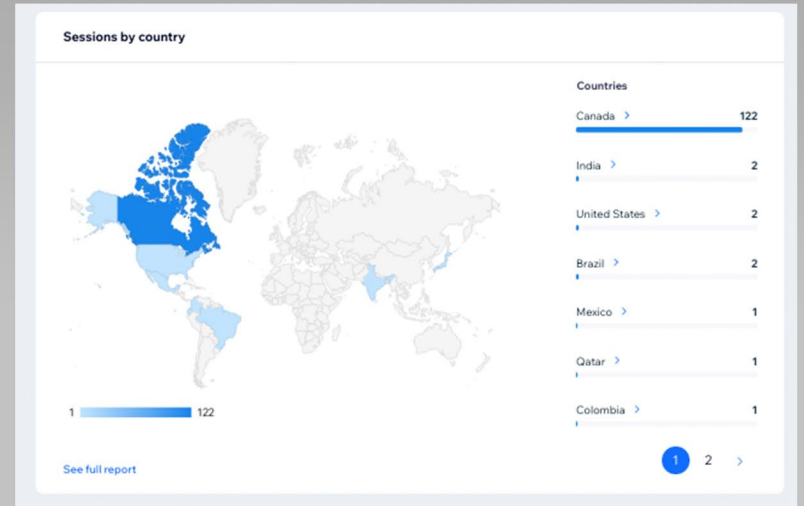 Sessions by country
Countries
Canada 122
India 2
United States 2
Brazil 2
Mexico 1
Qatar 1
Colombia 1
1 122
See full report
1 2